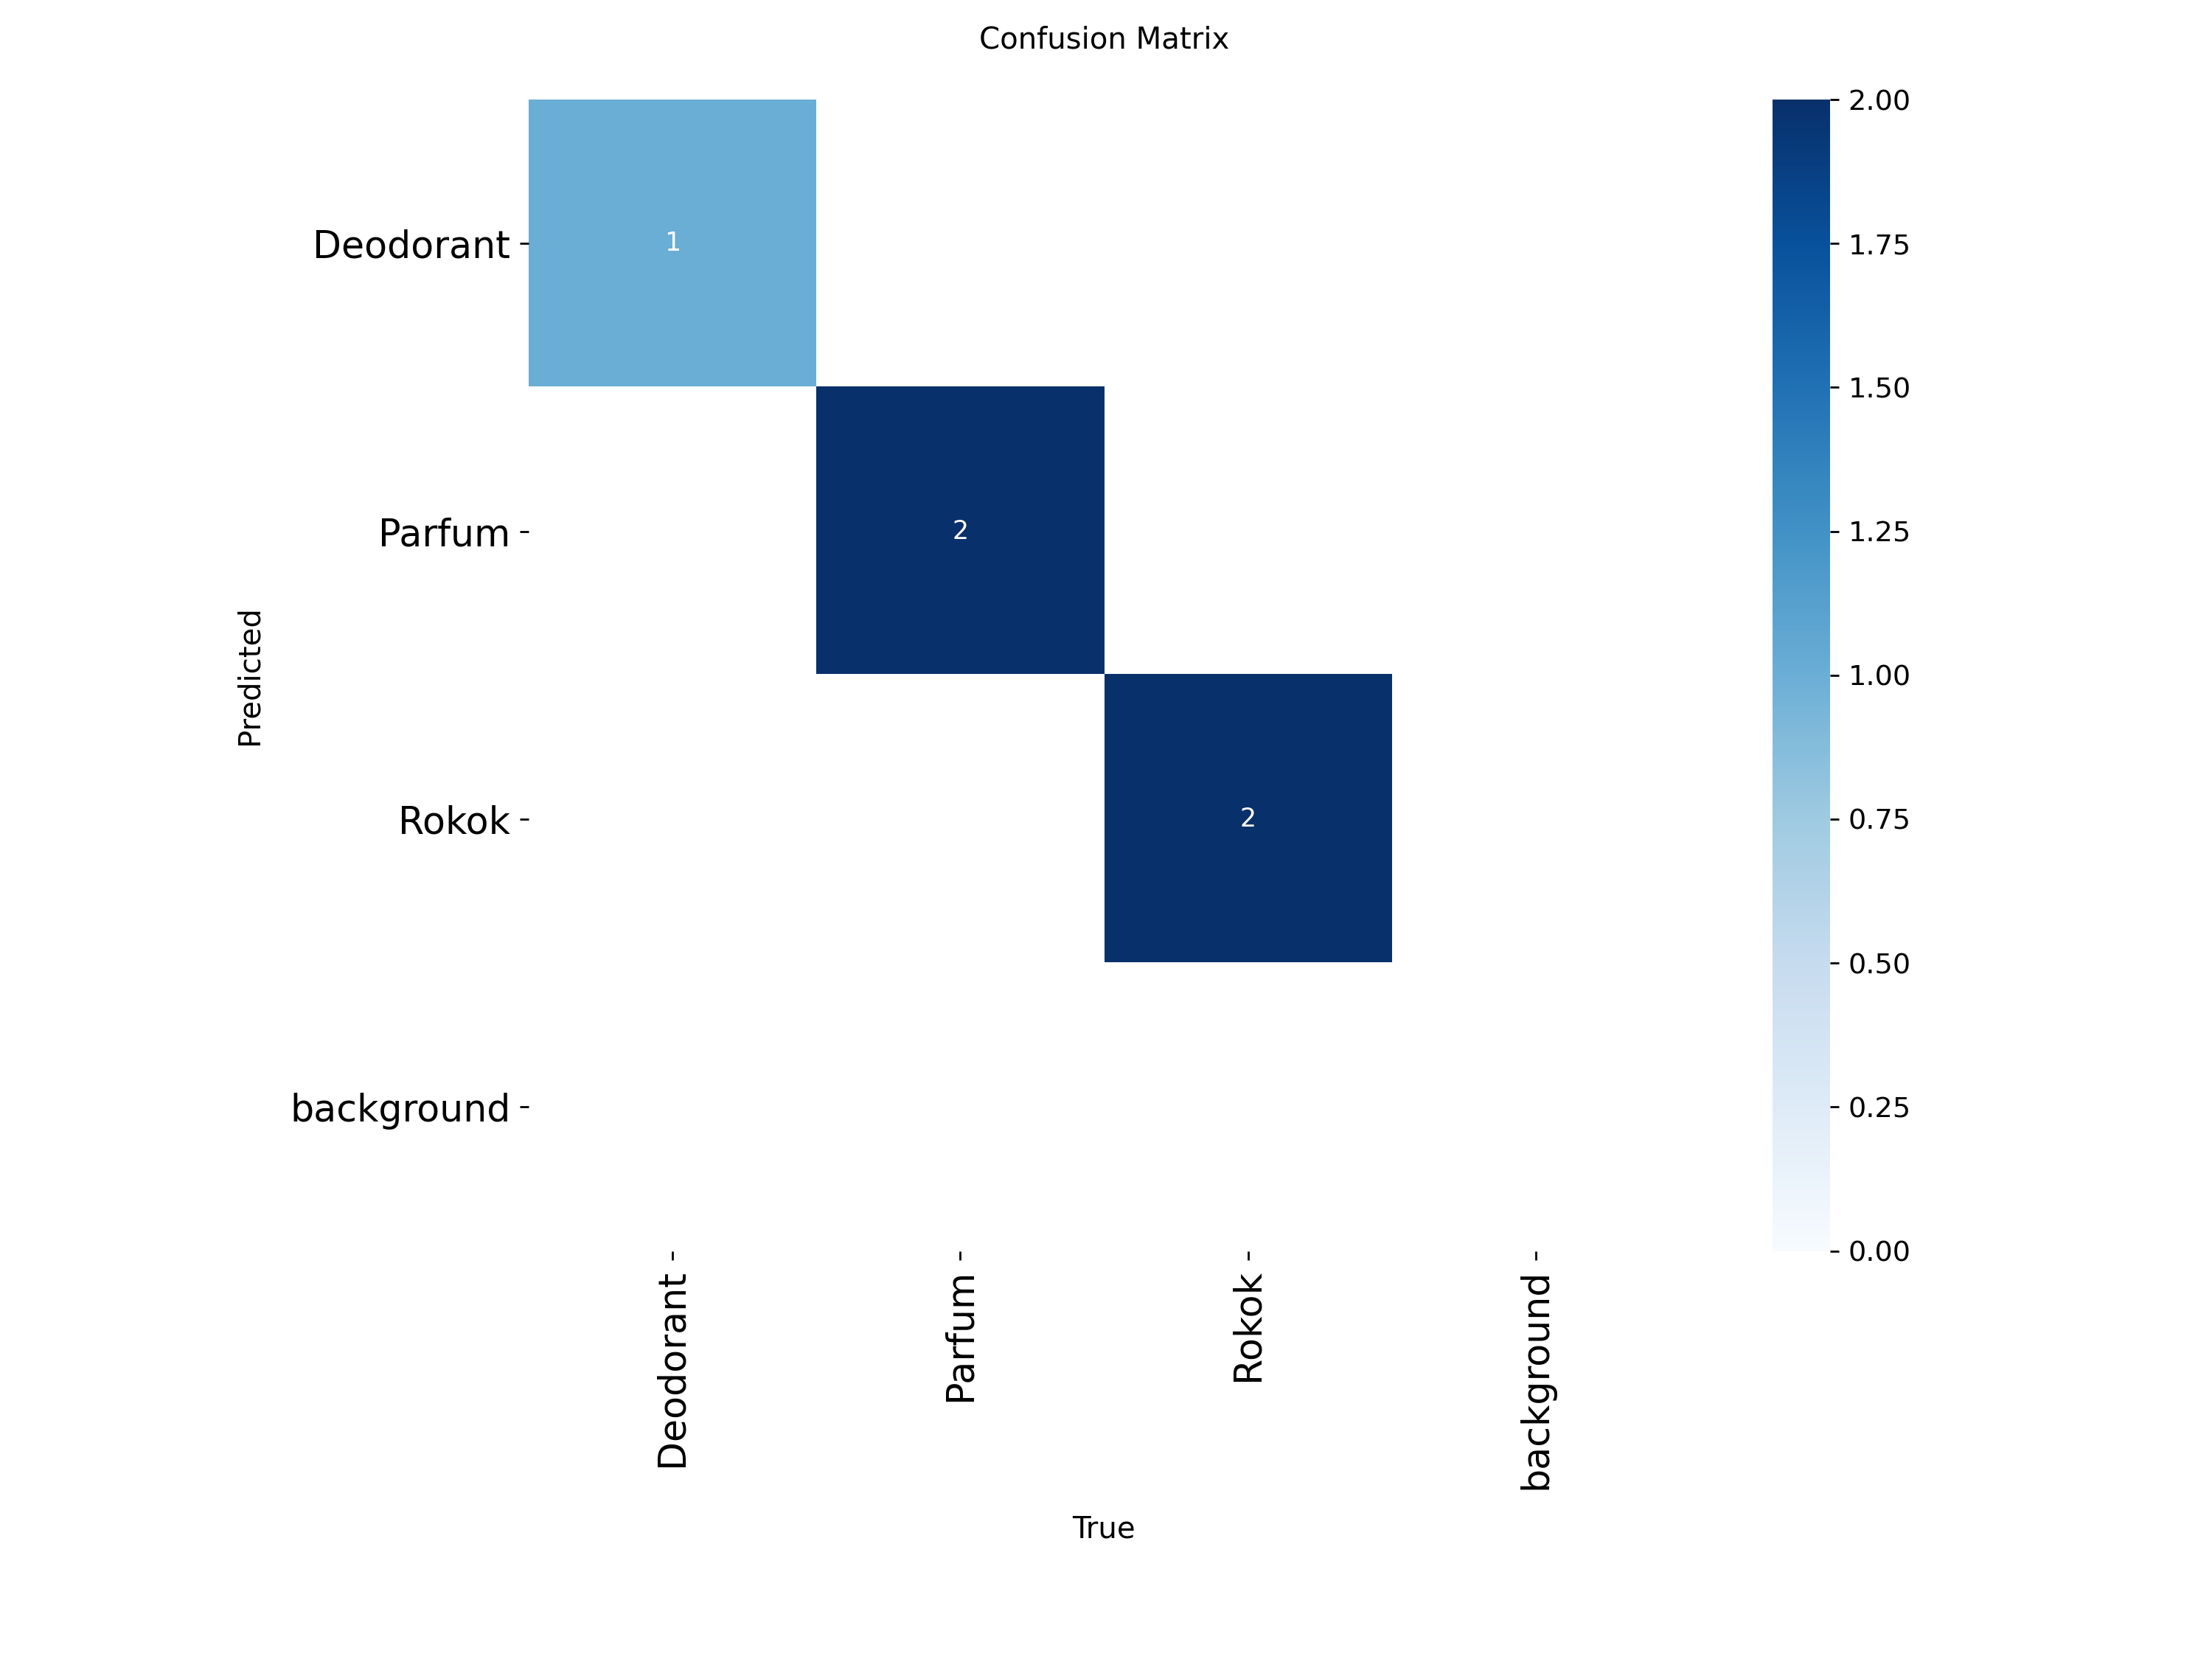 Confusion Matrix
Deodorant
1
Parfum
2
Rokok
2
background
Predicted
Deodorant
Parfum
Rokok
background
True
2.00
1.75
1.50
1.25
1.00
0.75
0.50
0.25
0.00